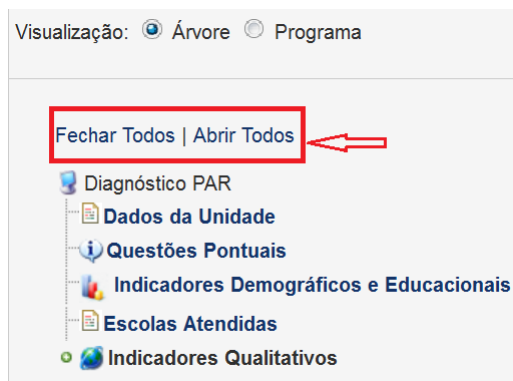 Visualização: Árvore Programa
Fechar Todos | Abrir Todos
Diagnóstico PAR
Dados da Unidade
Questões Pontuais
Indicadores Demográficos e Educacionais
Escolas Atendidas
Indicadores Qualitativos